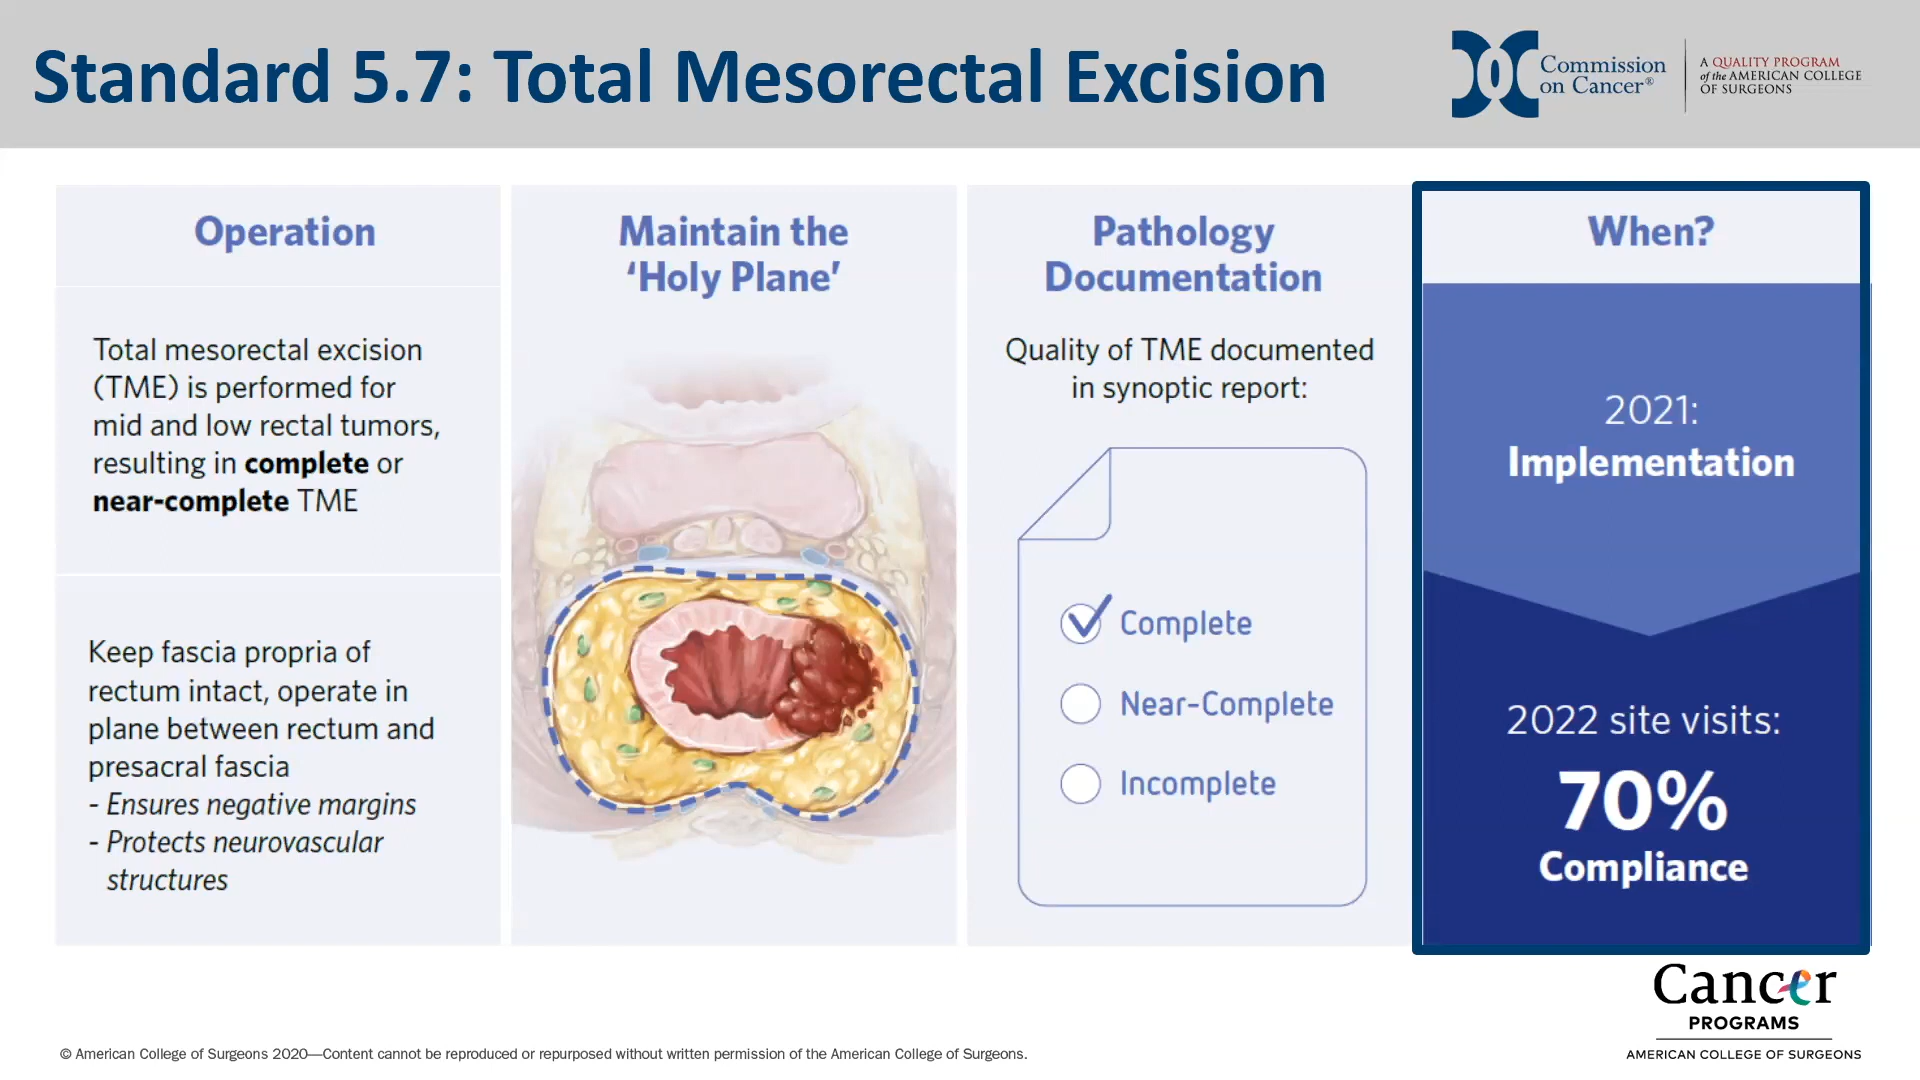 Standard 5.7: Total Mesorectal Excision
Commission
on Cancer®
A QUALITY PROGRAM
of the AMERICAN COLLEGE
OF SURGEONS
Operation
Total mesorectal excision
(TME) is performed for
mid and low rectal tumors,
resulting in complete or
near-complete TME
Keep fascia propria of
rectum intact, operate in
plane between rectum and
presacral fascia
- Ensures negative margins
- Protects neurovascular
structures
Maintain the
‘Holy Plane’
Pathology
Documentation
Quality of TME documented
in synoptic report:
Complete
Near-Complete
Incomplete
When?
2021:
Implementation
2022 site visits:
70%
Compliance
Cancer
PROGRAMS
AMERICAN COLLEGE OF SURGEONS
© American College of Surgeons 2020—Content cannot be reproduced or repurposed without written permission of the American College of Surgeons.